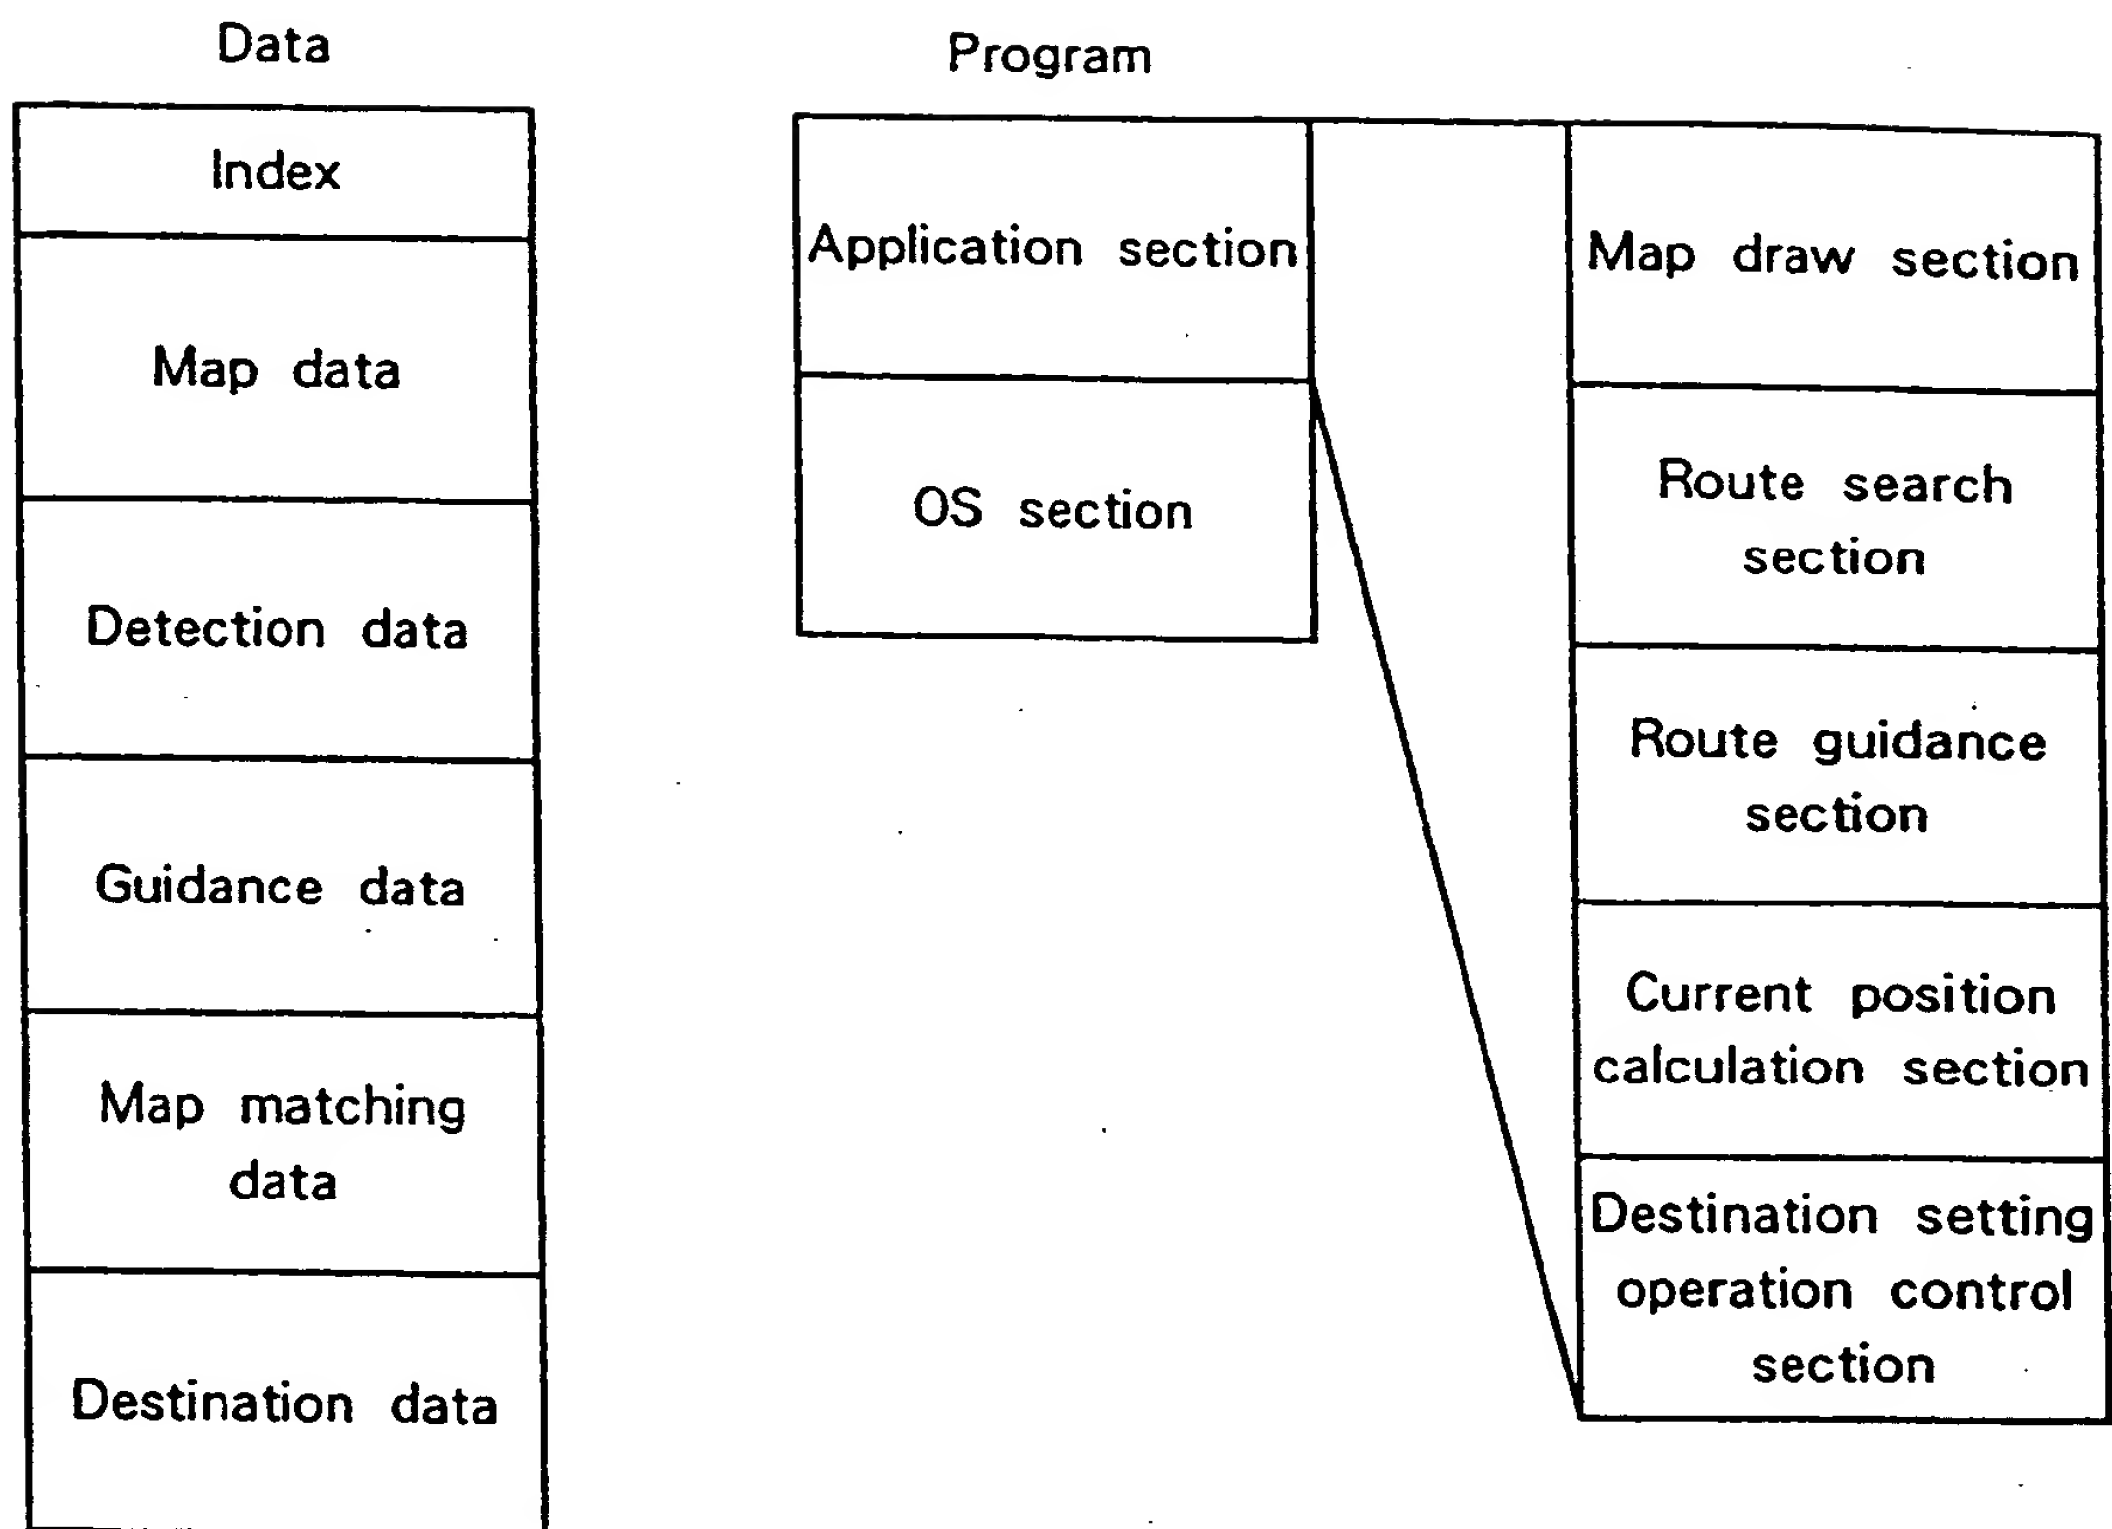 Data
Index
Map data
Detection data
Guidance data
Map matching
data
Destination data
Program
Application section
OS section
Map draw section
Route search
section
Route guidance
section
Current position
calculation section
Destination setting
operation control
section